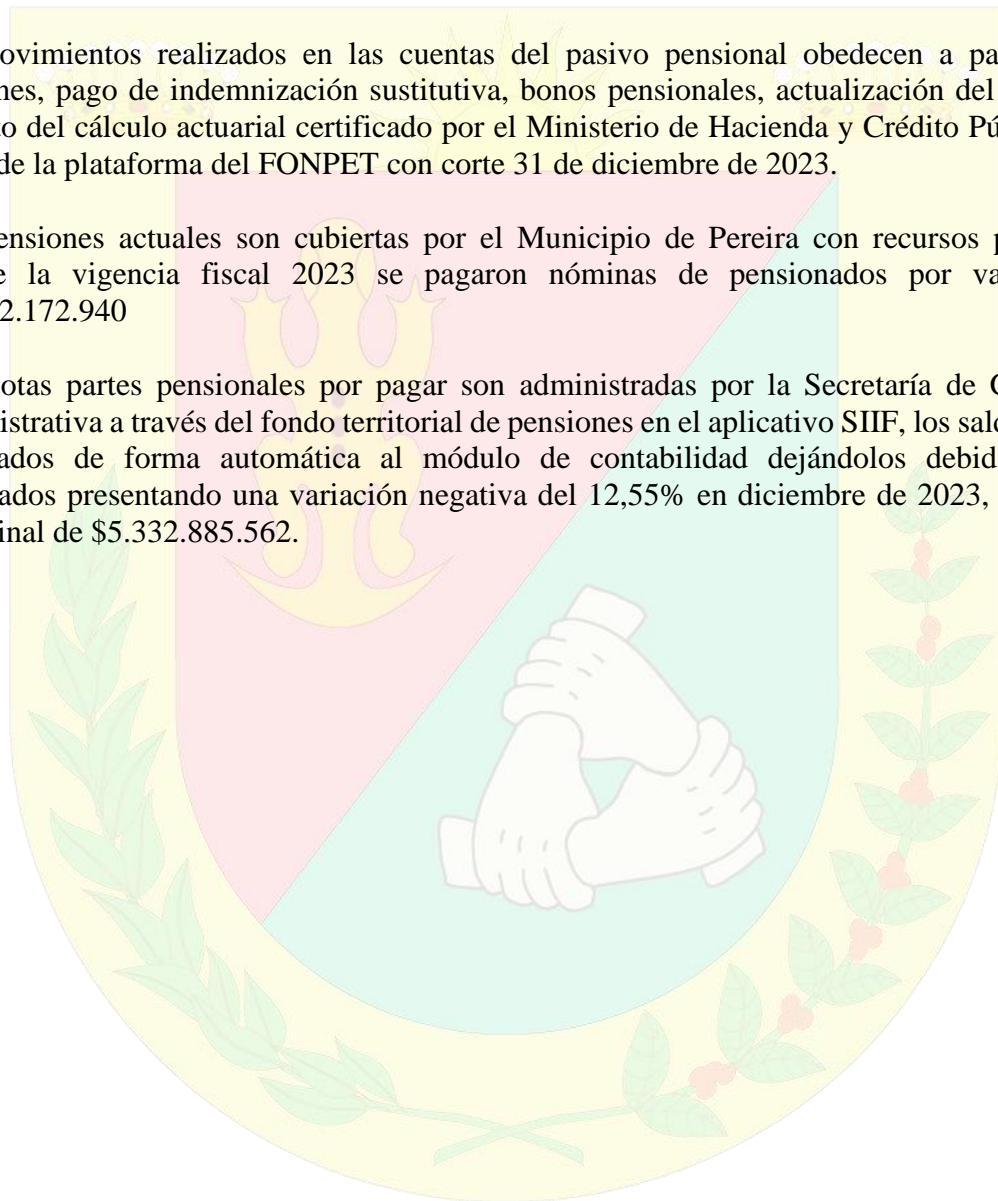 ovimientos realizados en las cuentas del pasivo pensional obedecen a pa
nes, pago de indemnización sustitutiva, bonos pensionales, actualización del
to del cálculo actuarial certificado por el Ministerio de Hacienda y Crédito Pú
de la plataforma del FONPET con corte 31 de diciembre de 2023.
ensiones actuales son cubiertas por el Municipio de Pereira con recursos p
e la vigencia fiscal 2023 se pagaron nóminas de pensionados por va
2.172.940
otas partes pensionales por pagar son administradas por la Secretaría de
istrativa a través del fondo territorial de pensiones en el aplicativo SIIF, los sald
ados de forma automática al módulo de contabilidad dejándolos debid
ados presentando una variación negativa del 12,55% en diciembre de 2023,
inal de $5.332.885.562.